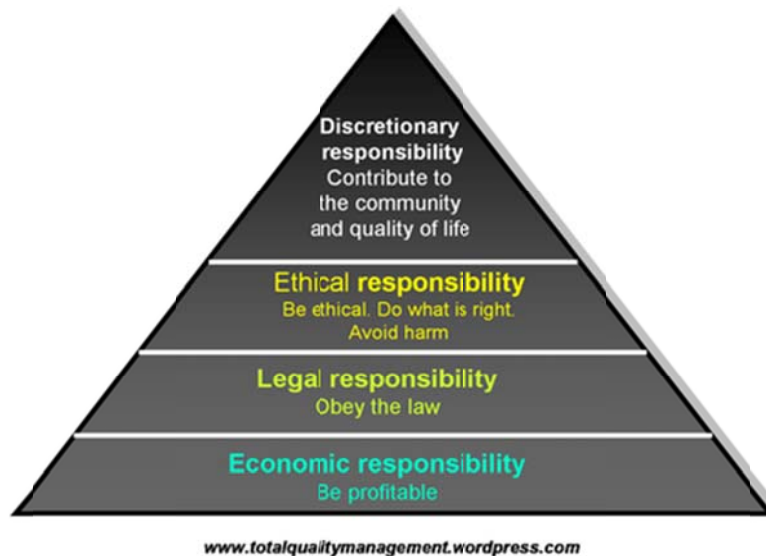 Discretionary
responsibility
Contribute to
the community
and quality of life
Ethical responsibility
Be ethical. Do what is right.
Avoid harm
Legal responsibility
Obey the law
Economic responsibility
Be profitable
www.totalqualitymanagement.wordpress.com